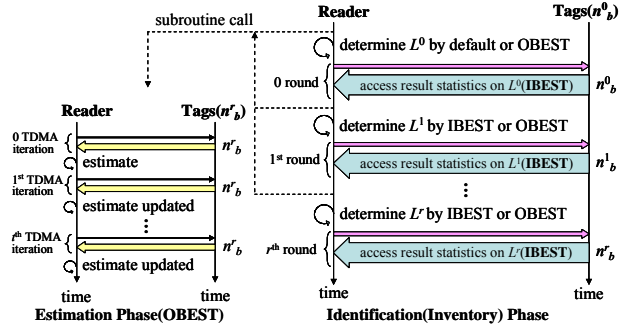 subroutine call
Reader
Tags(n⁰b)
determine L⁰ by default or OBEST
0 round
access result statistics on L⁰(IBEST)
n⁰b
determine L¹ by IBEST or OBEST
1st round
access result statistics on L¹(IBEST)
n¹b
⋮
determine Lʳ by IBEST or OBEST
rth round
access result statistics on Lʳ(IBEST)
nʳb
time
time
Identification(Inventory) Phase
Reader
Tags(nʳb)
0 TDMA
iteration
nʳb
estimate
1st TDMA
iteration
nʳb
estimate updated
⋮
tth TDMA
iteration
nʳb
estimate updated
time
time
Estimation Phase(OBEST)